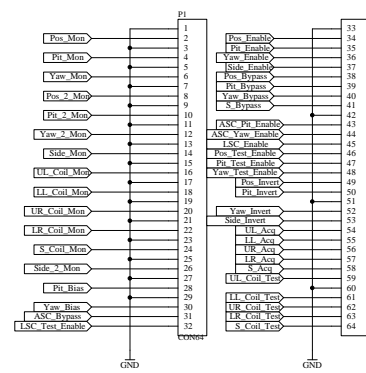 P1
1
Pos_Mon 2
3
Pit_Mon 4
5
Yaw_Mon 6
7
Pos_2_Mon 8
9
Pit_2_Mon 10
11
Yaw_2_Mon 12
13
Side_Mon 14
15
UL_Coil_Mon 16
17
LL_Coil_Mon 18
19
UR_Coil_Mon 20
21
LR_Coil_Mon 22
23
S_Coil_Mon 24
25
Side_2_Mon 26
27
Pit_Bias 28
29
Yaw_Bias 30
ASC_Bypass 31
LSC_Test_Enable 32
CON64
GND
33
Pos_Enable 34
Pit_Enable 35
Yaw_Enable 36
Side_Enable 37
Pos_Bypass 38
Pit_Bypass 39
Yaw_Bypass 40
S_Bypass 41
42
ASC_Pit_Enable 43
ASC_Yaw_Enable 44
LSC_Enable 45
Pos_Test_Enable 46
Pit_Test_Enable 47
Yaw_Test_Enable 48
Pos_Invert 49
Pit_Invert 50
51
Yaw_Invert 52
Side_Invert 53
UL_Acq 54
LL_Acq 55
UR_Acq 56
LR_Acq 57
S_Acq 58
UL_Coil_Test 59
60
LL_Coil_Test 61
UR_Coil_Test 62
LR_Coil_Test 63
S_Coil_Test 64
GND